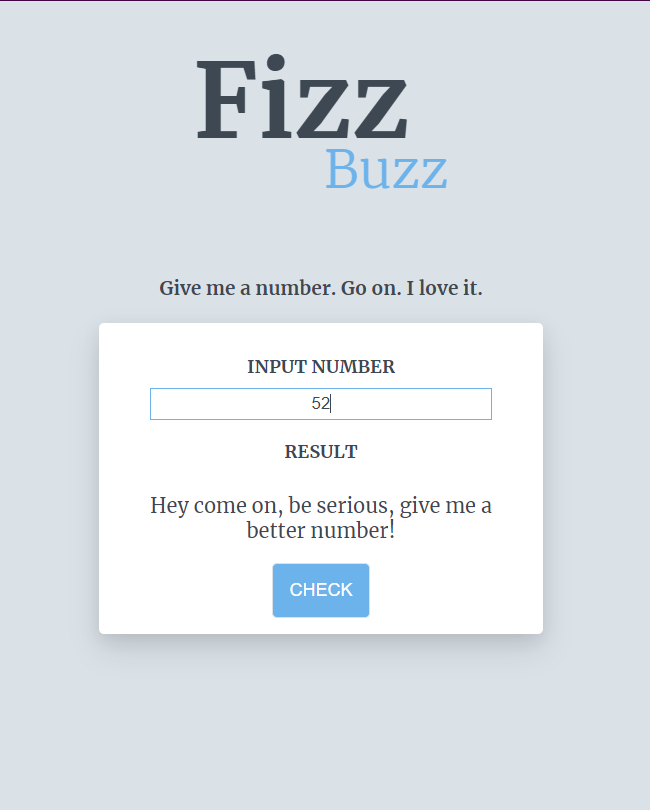 Fizz
Buzz
Give me a number. Go on. I love it.
INPUT NUMBER
52
RESULT
Hey come on, be serious, give me a
better number!
CHECK